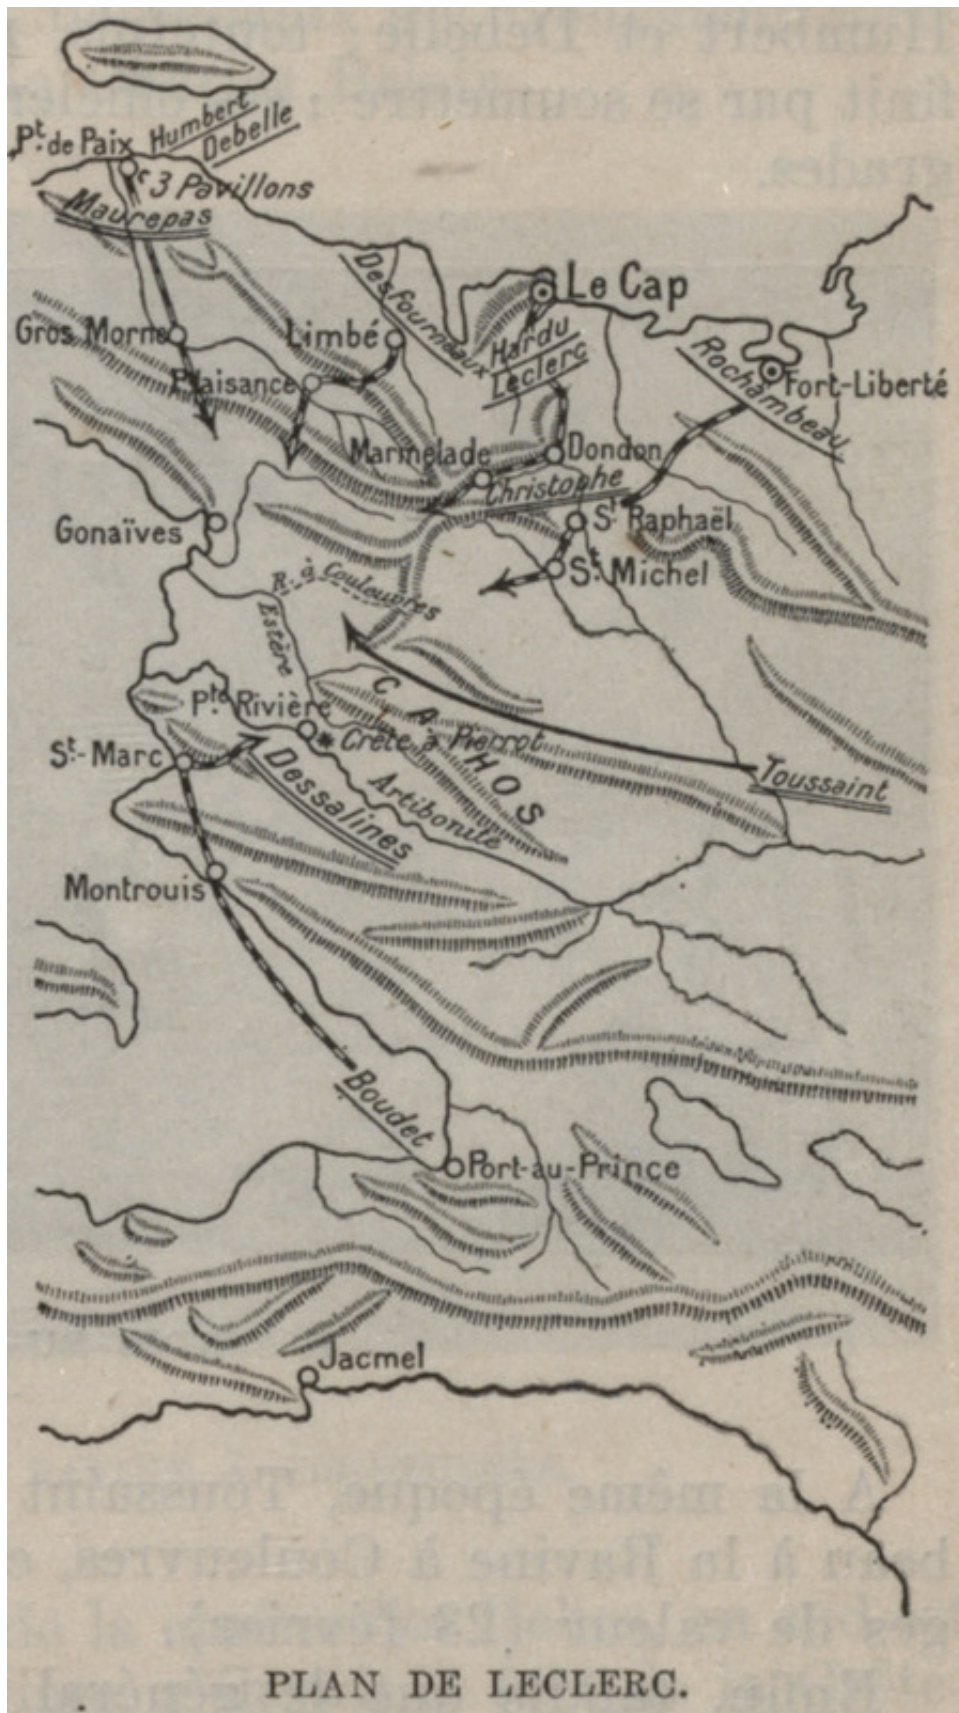 Humbert
Debelle
Pt. de Paix
3 Pavillons
Maurepas
Desfourneaux
Le Cap
Gros Morne
Limbé
Hardy
Leclerc
Rochambeau
Fort-Liberté
Plaisance
Marmelade
Dondon
Christophe
St Raphaël
Gonaïves
St Michel
R. à Couleuvres
Estère
CAHOS
Pte Rivière
Crête à Pierrot
St-Marc
Dessalines
Artibonite
Toussaint
Montrouis
Boudet
Port-au-Prince
Jacmel
PLAN DE LECLERC.